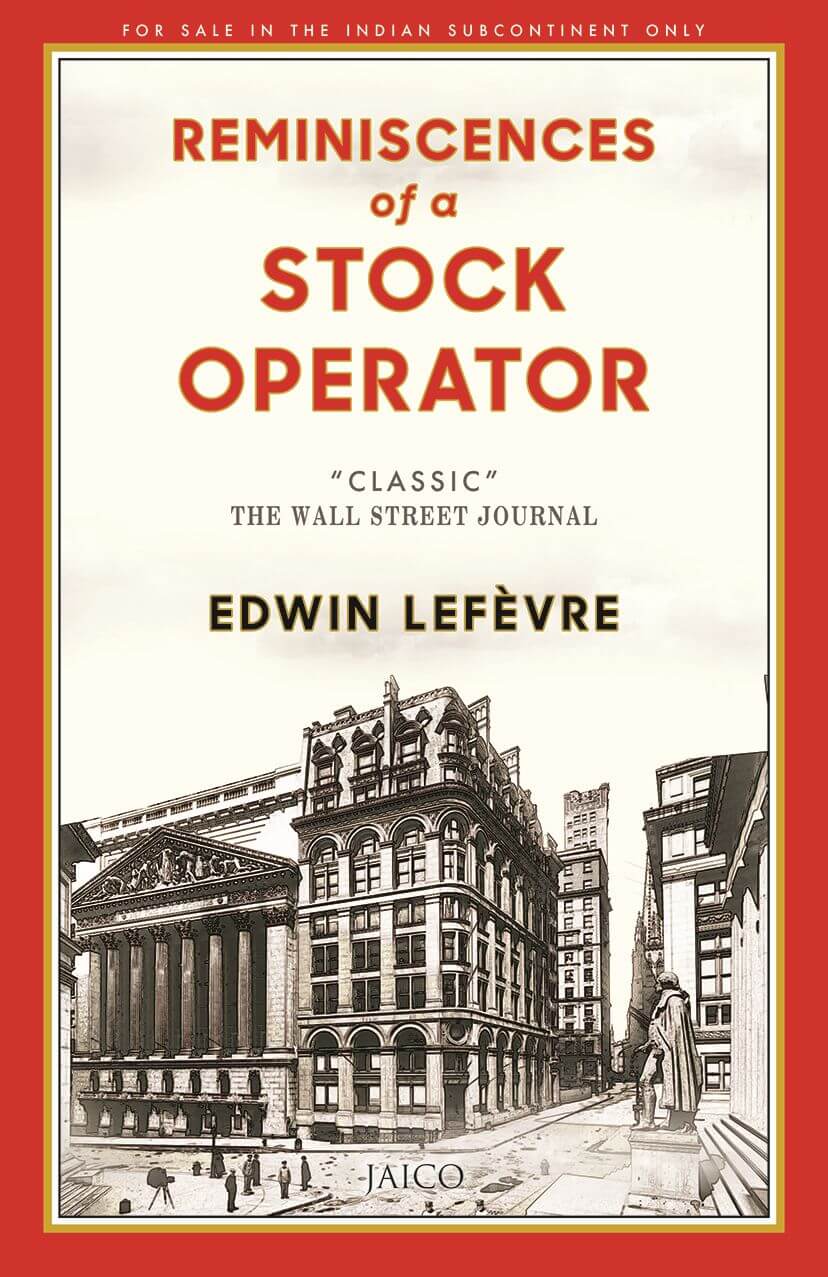 FOR SALE IN THE INDIAN SUBCONTINENT ONLY
REMINISCENCES
of a
STOCK
OPERATOR
“CLASSIC”
THE WALL STREET JOURNAL
EDWIN LEFÈVRE
JAICO